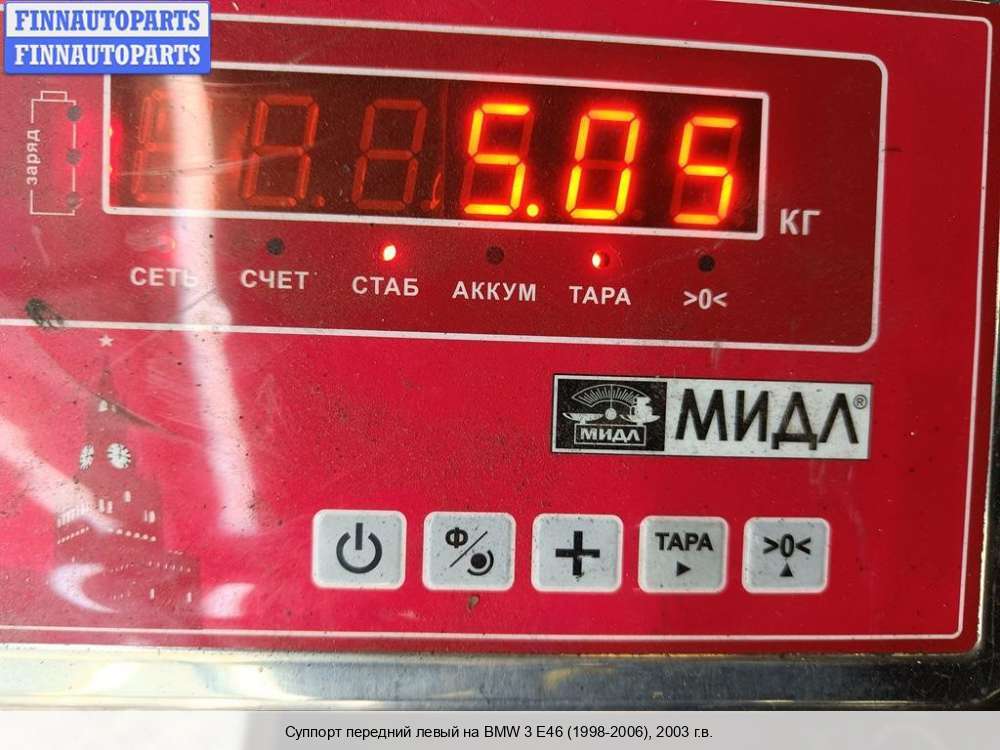 FINNAUTOPARTS
FINNAUTOPARTS
заряд
5.05
КГ
СЕТЬ СЧЕТ СТАБ АККУМ ТАРА >0<
МИДЛ МИДЛ®
Ф ТАРА >0<
Суппорт передний левый на BMW 3 E46 (1998-2006), 2003 г.в.